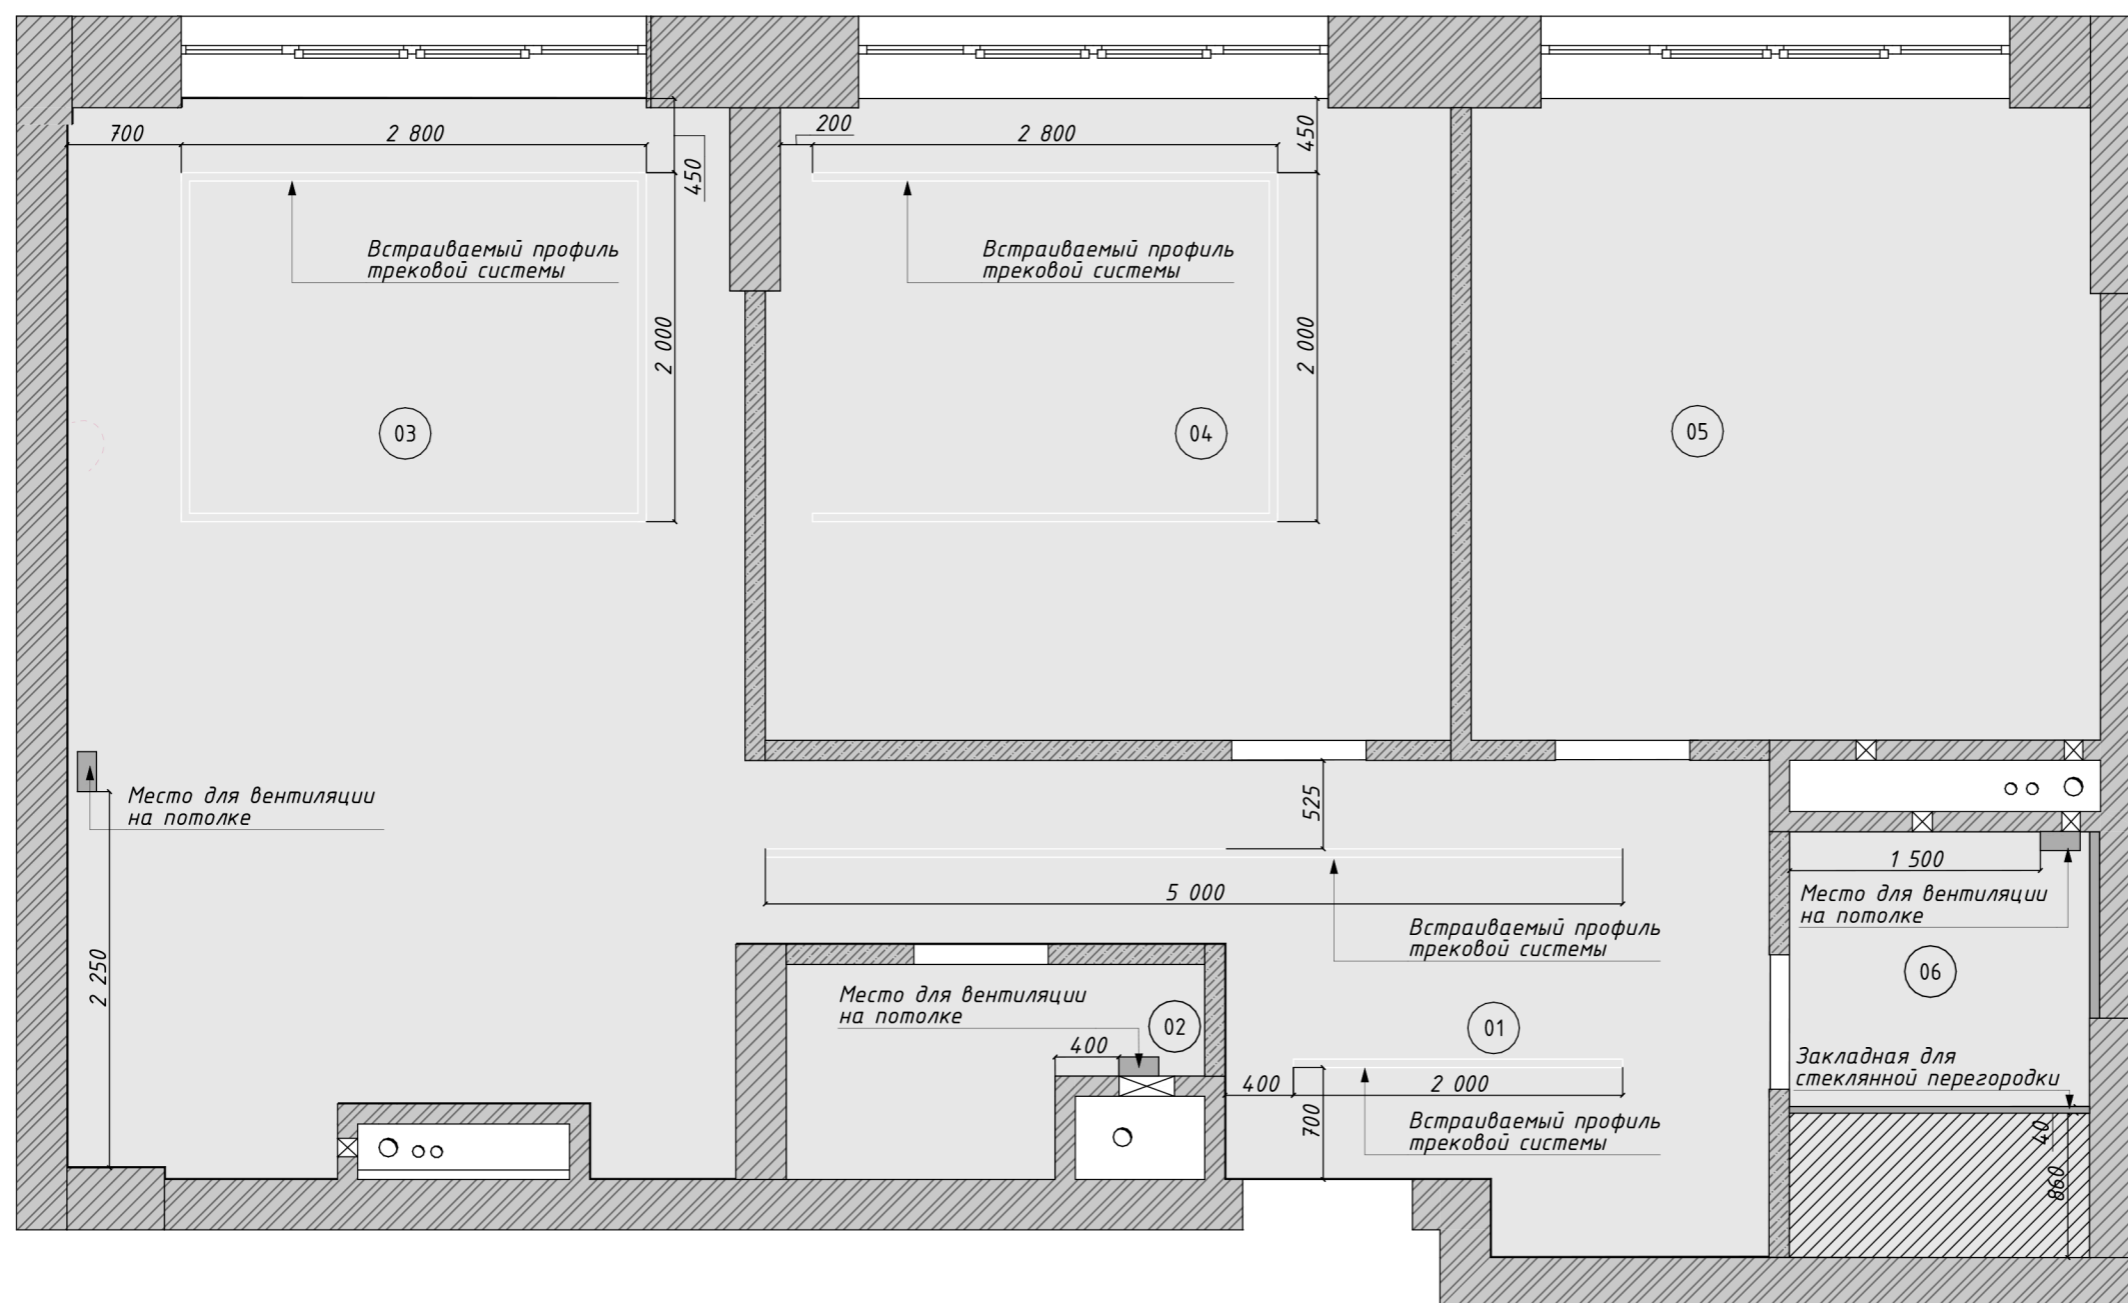 700
2 800
450
200
2 800
450
Встраиваемый профиль
трековой системы
Встраиваемый профиль
трековой системы
2 000
2 000
03
04
05
Место для вентиляции
на потолке
525
1 500
5 000
Место для вентиляции
на потолке
Встраиваемый профиль
трековой системы
2 250
06
Место для вентиляции
на потолке
02
01
400
400
2 000
700
Закладная для
стеклянной перегородки
Встраиваемый профиль
трековой системы
40
860